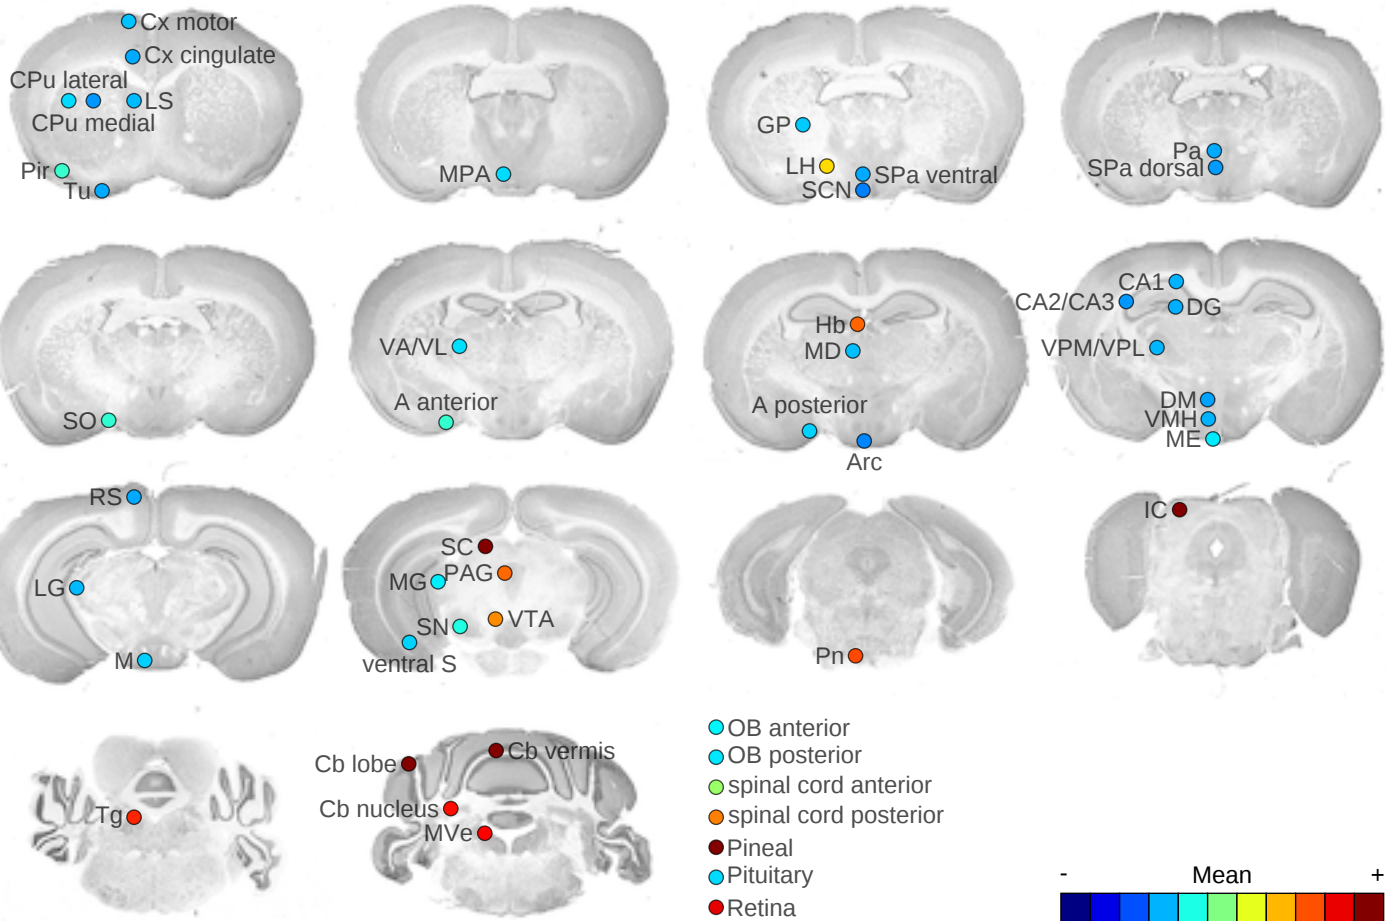 Cx motor
Cx cingulate
CPu lateral
LS
CPu medial
Pir
Tu
MPA
GP
LH
SPa ventral
SCN
Pa
SPa dorsal
SO
VA/VL
A anterior
Hb
MD
A posterior
Arc
CA1
CA2/CA3
DG
VPM/VPL
DM
VMH
ME
RS
LG
M
SC
PAG
MG
SN
VTA
ventral S
Pn
IC
Tg
Cb lobe
Cb vermis
Cb nucleus
MVe
OB anterior
OB posterior
spinal cord anterior
spinal cord posterior
Pineal
Pituitary
Retina
- Mean +